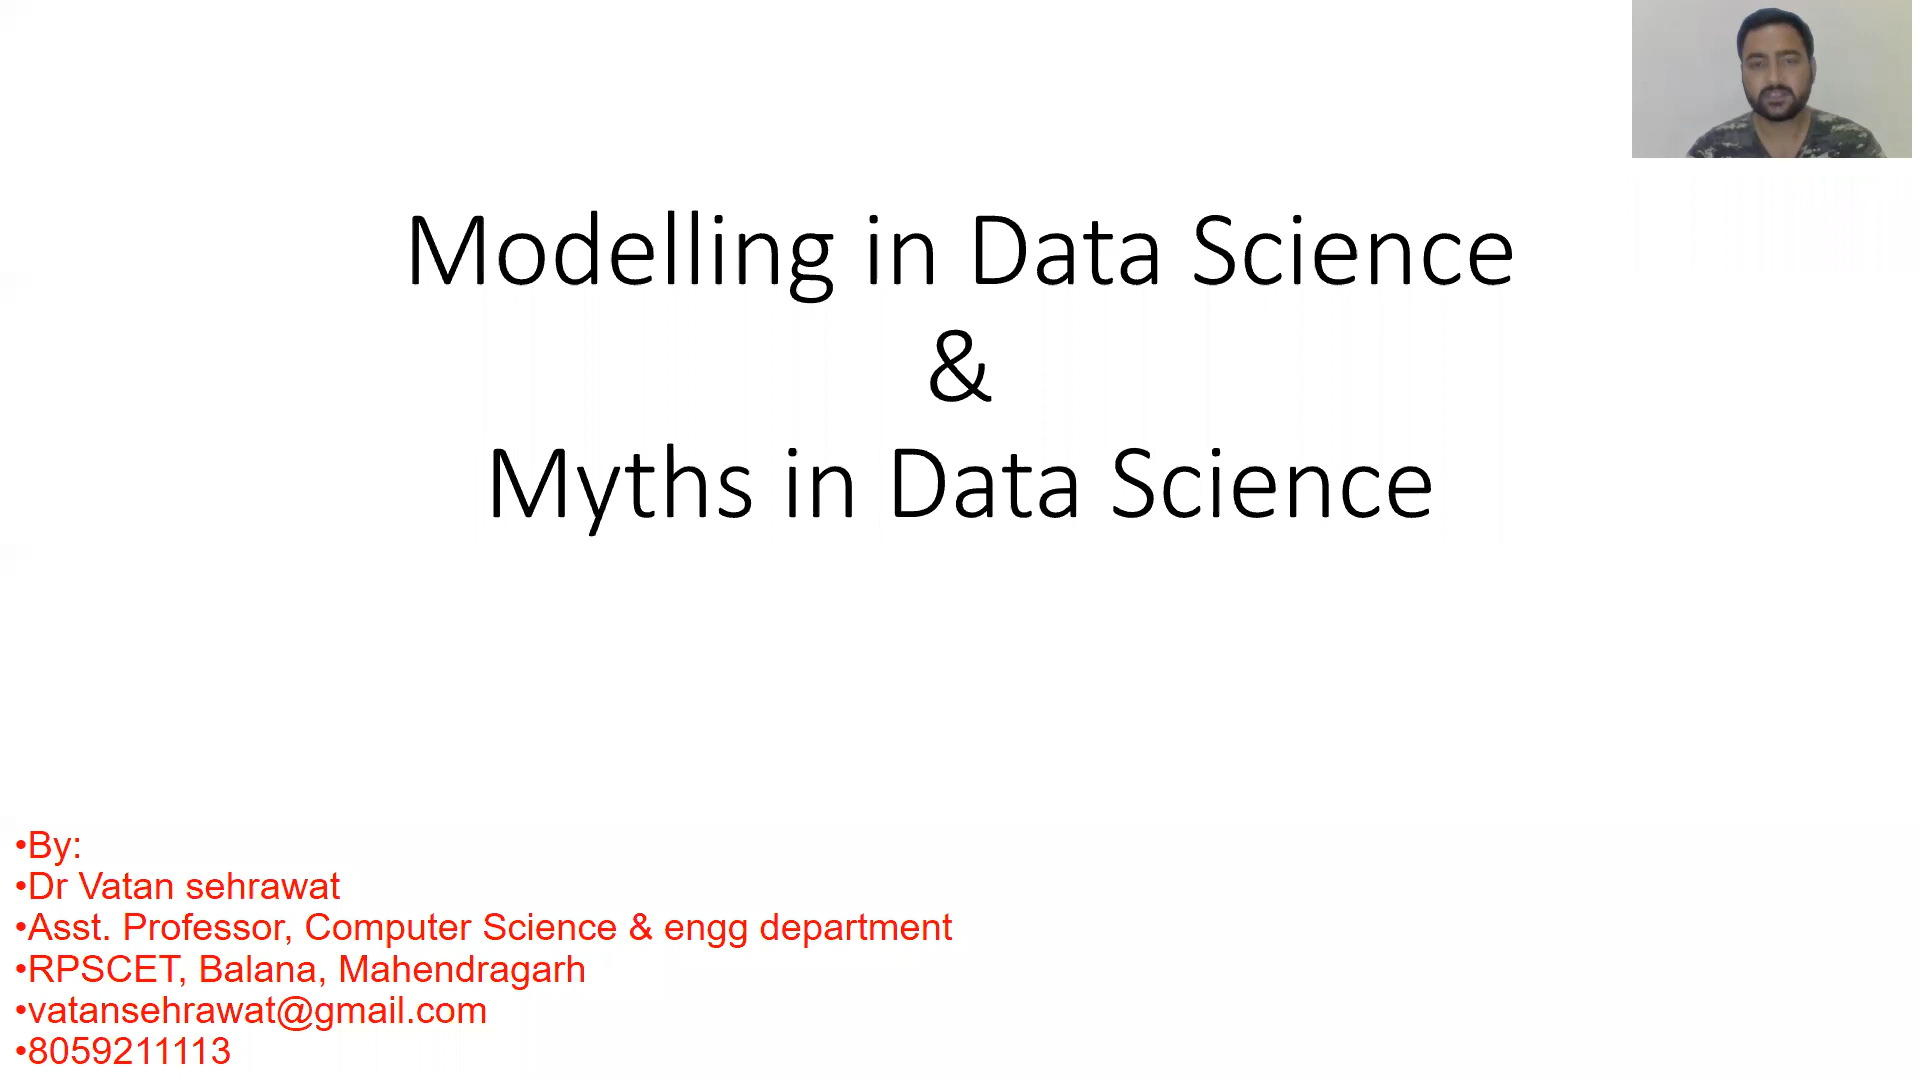 Modelling in Data Science
&
Myths in Data Science
•By:
•Dr Vatan sehrawat
•Asst. Professor, Computer Science & engg department
•RPSCET, Balana, Mahendragarh
•vatansehrawat@gmail.com
•8059211113